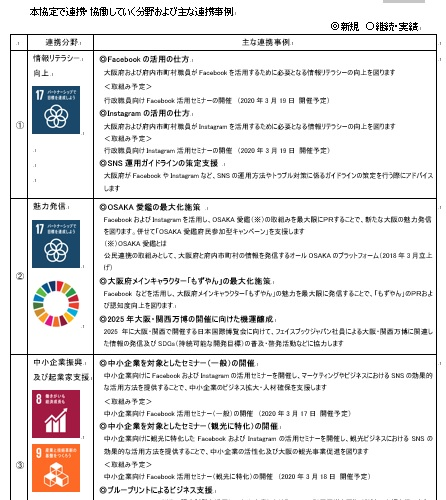 本協定で連携・協働していく分野および主な連携事例
◎新規　〇継続・実績
連携分野
主な連携事例
①
情報リテラシー
向上
17 パートナーシップで
目標を達成しよう
◎Facebook の活用の仕方
大阪府および府内市町村職員が Facebook を活用するために必要となる情報リテラシーの向上を図ります
＜取組み予定＞
行政職員向け Facebook 活用セミナーの開催　（2020 年 3 月 19 日　開催予定）
◎Instagram の活用の仕方
大阪府および府内市町村職員が Instagram を活用するために必要となる情報リテラシーの向上を図ります
＜取組み予定＞
行政職員向け Instagram 活用セミナーの開催　（2020 年 3 月 19 日　開催予定）
◎SNS 運用ガイドラインの策定支援
大阪府が Facebook や Instagram など、SNS の運用方法やトラブル対策に係るガイドラインの策定を行う際にアドバイス
します
②
魅力発信
17 パートナーシップで
目標を達成しよう
◎OSAKA 愛鑑の最大化施策
Facebook および Instagram を活用し、OSAKA 愛鑑（※）の取組みを最大限にPRすることで、新たな大阪の魅力発信
を図ります。併せて「OSAKA 愛鑑府民参加型キャンペーン」を支援します
（※）OSAKA 愛鑑とは
公民連携の取組みとして、大阪府と府内市町村の情報を発信するオール OSAKA のプラットフォーム（2018 年 3 月立上
げ）
◎大阪府メインキャラクター「もずやん」の最大化施策
Facebook などを活用し、大阪府メインキャラクター「もずやん」の魅力を最大限に発信することで、「もずやん」のPRおよ
び認知度向上を図ります
◎2025 年大阪・関西万博の開催に向けた機運醸成
2025 年に大阪・関西で開催する日本国際博覧会に向けて、フェイスブックジャパン社員による大阪・関西万博に関連し
た情報の発信及び SDGs（持続可能な開発目標）の普及・啓発活動などに協力します
③
中小企業振興
及び起業家支援
8 働きがいも
経済成長も
9 産業と技術革新の
基盤をつくろう
◎中小企業を対象としたセミナー（一般）の開催
中小企業向けに Facebook および Instagram の活用セミナーを開催し、マーケティングやビジネスにおける SNS の効果的
な活用方法を提供することで、中小企業のビジネス拡大・人材確保を支援します
＜取組み予定＞
中小企業向け Facebook 活用セミナー（一般）の開催　（2020 年 3 月 17 日　開催予定）
◎中小企業を対象としたセミナー（観光に特化）の開催
中小企業向けに観光に特化した Facebook および Instagram の活用セミナーを開催し、観光ビジネスにおける SNS の
効果的な活用方法を提供することで、中小企業の活性化及び大阪の観光事業促進を図ります
＜取組み予定＞
中小企業向け Facebook 活用セミナー（観光に特化）の開催　（2020 年 3 月 18 日　開催予定）
◎ブループリントによるビジネス支援